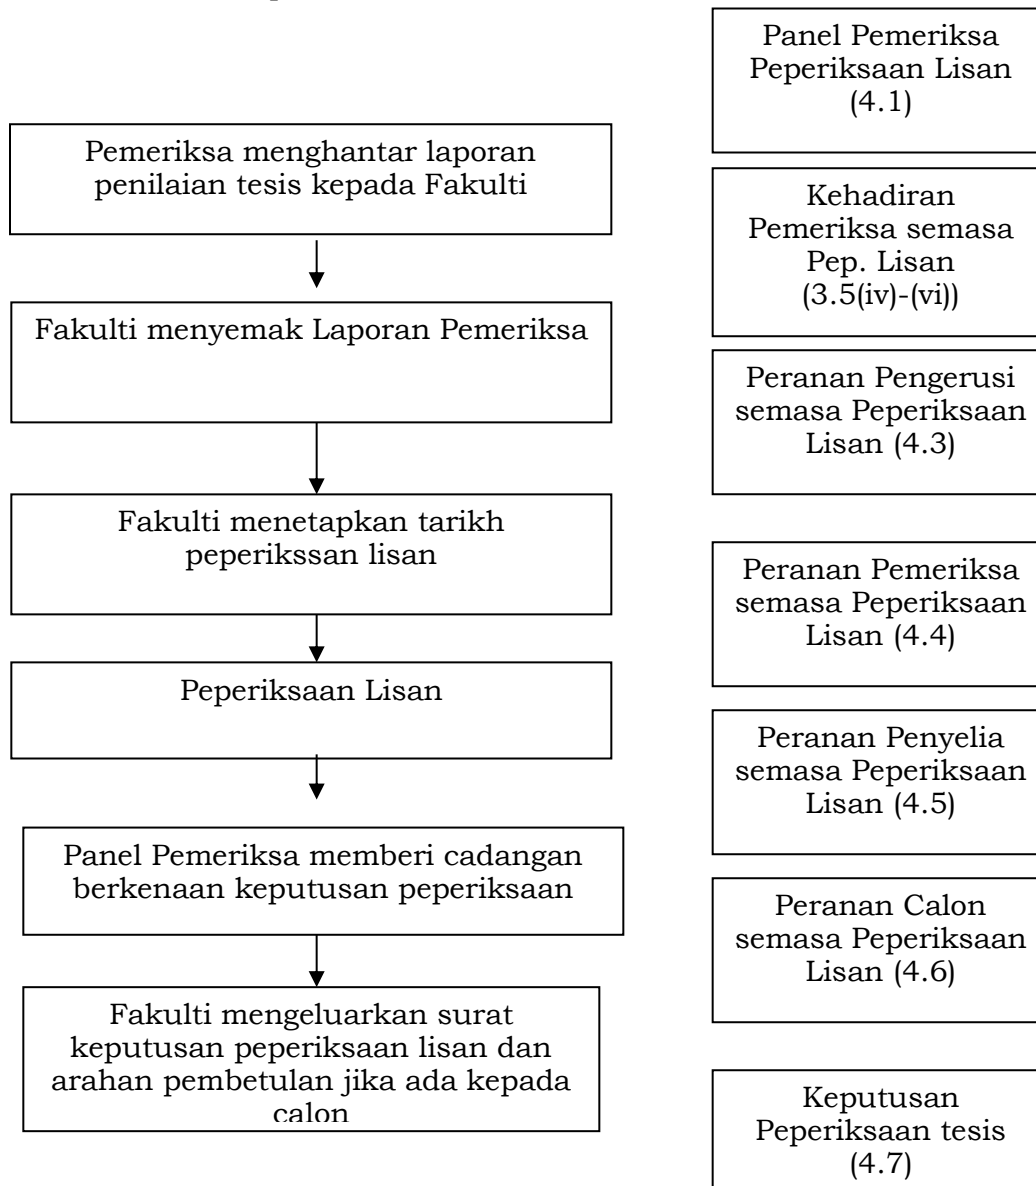 Pemeriksa menghantar laporan
penilaian tesis kepada Fakulti
Fakulti menyemak Laporan Pemeriksa
Fakulti menetapkan tarikh
peperikssan lisan
Peperiksaan Lisan
Panel Pemeriksa memberi cadangan
berkenaan keputusan peperiksaan
Fakulti mengeluarkan surat
keputusan peperiksaan lisan dan
arahan pembetulan jika ada kepada
calon
Panel Pemeriksa
Peperiksaan Lisan
(4.1)
Kehadiran
Pemeriksa semasa
Pep. Lisan
(3.5(iv)-(vi))
Peranan Pengerusi
semasa Peperiksaan
Lisan (4.3)
Peranan Pemeriksa
semasa Peperiksaan
Lisan (4.4)
Peranan Penyelia
semasa Peperiksaan
Lisan (4.5)
Peranan Calon
semasa Peperiksaan
Lisan (4.6)
Keputusan
Peperiksaan tesis
(4.7)